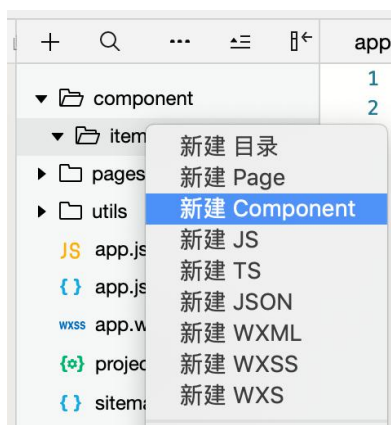 app
1
2
component
item
新建 目录
新建 Page
pages
新建 Component
utils
新建 JS
JS app.js
新建 TS
{} app.js
新建 JSON
wxss app.w
新建 WXML
{o} projec
新建 WXSS
{} sitema
新建 WXS